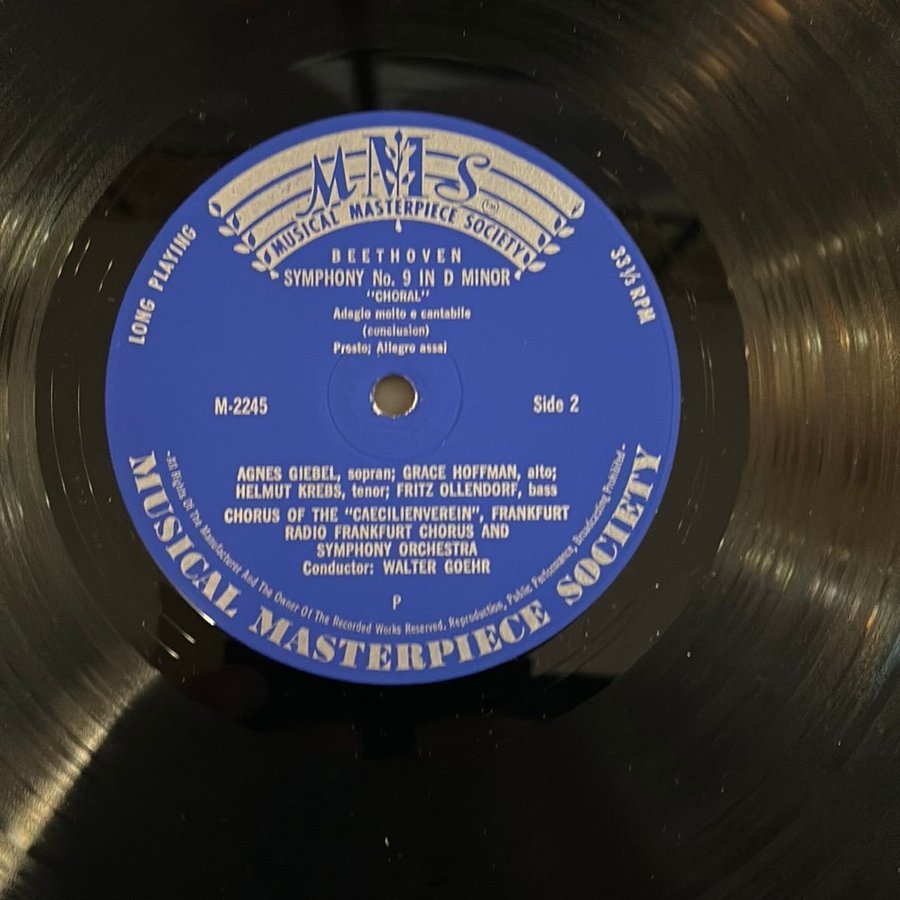 MMS
TM
MUSICAL MASTERPIECE SOCIETY
LONG PLAYING
33 1/3 RPM
BEETHOVEN
SYMPHONY No. 9 IN D MINOR
"CHORAL"
Adagio molto e cantabile
(conclusion)
Presto; Allegro assai
M-2245
Side 2
AGNES GIEBEL, sopran; GRACE HOFFMAN, alto;
HELMUT KREBS, tenor; FRITZ OLLENDORF, bass
CHORUS OF THE "CAECILIENVEREIN", FRANKFURT
RADIO FRANKFURT CHORUS AND
SYMPHONY ORCHESTRA
Conductor: WALTER GOEHR
P
-All Rights Of The Manufacturer And The Owner Of The Recorded Works Reserved. Reproduction, Public Performance, Broadcasting Prohibited-
MUSICAL MASTERPIECE SOCIETY